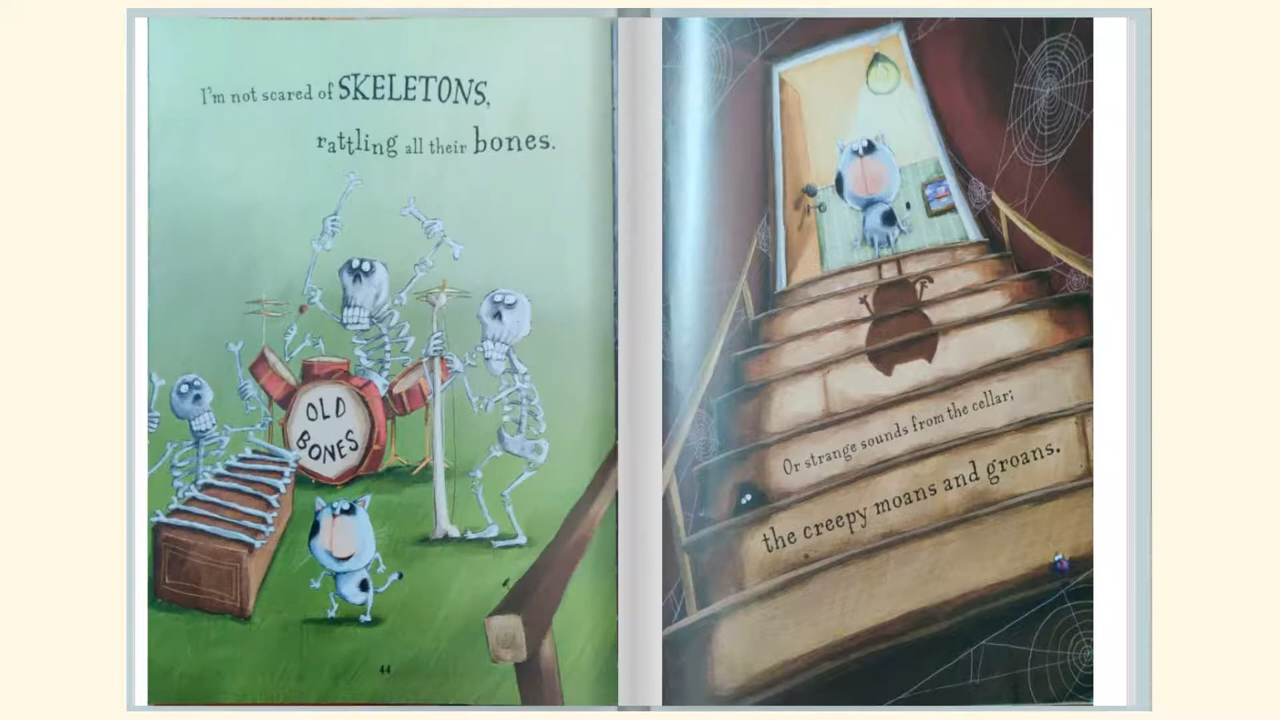 I'm not scared of SKELETONS,
rattling all their bones.
OLD
BONES
44
Or strange sounds from the cellar;
the creepy moans and groans.